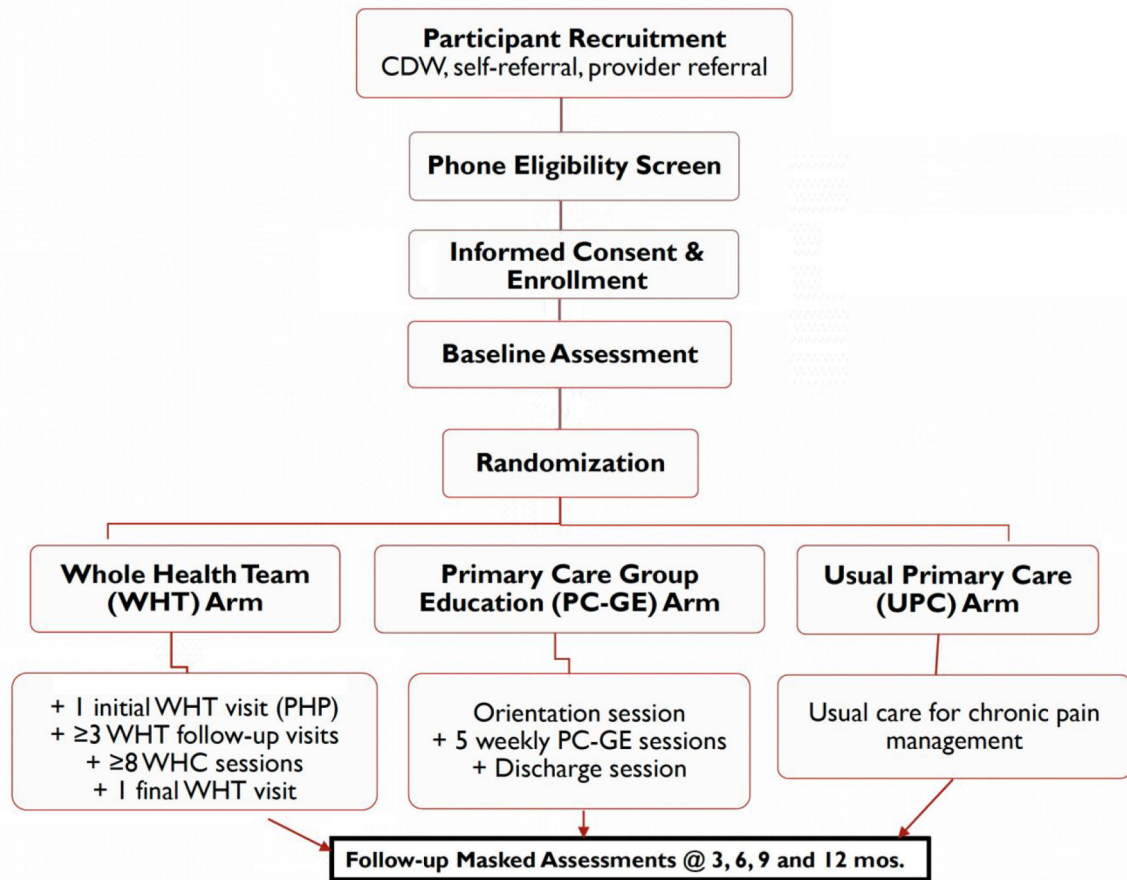 Participant Recruitment
CDW, self-referral, provider referral
Phone Eligibility Screen
Informed Consent &
Enrollment
Baseline Assessment
Randomization
Whole Health Team
(WHT) Arm
Primary Care Group
Education (PC-GE) Arm
Usual Primary Care
(UPC) Arm
+ 1 initial WHT visit (PHP)
+ ≥3 WHT follow-up visits
+ ≥8 WHC sessions
+ 1 final WHT visit
Orientation session
+ 5 weekly PC-GE sessions
+ Discharge session
Usual care for chronic pain
management
Follow-up Masked Assessments @ 3, 6, 9 and 12 mos.